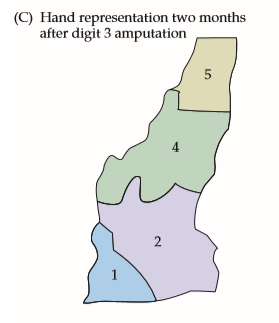 (C) Hand representation two months
after digit 3 amputation
5
4
2
1